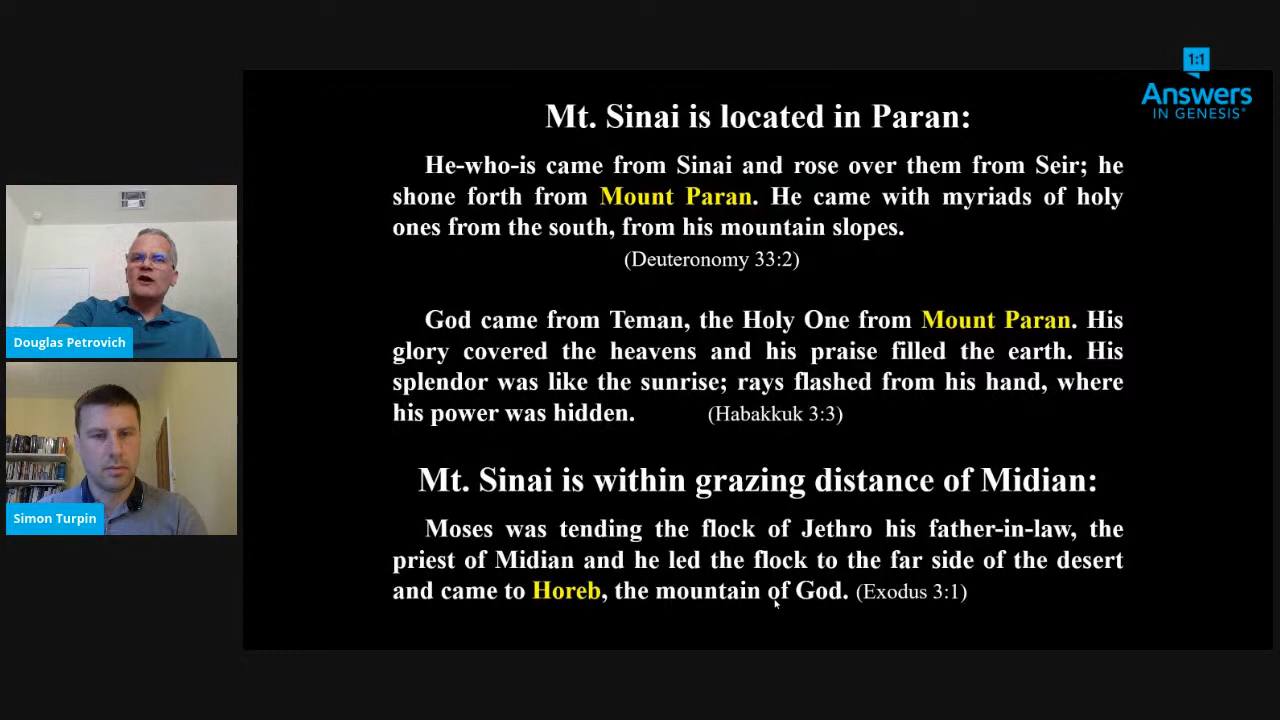 1:1
Answers
IN GENESIS®
Mt. Sinai is located in Paran:
He-who-is came from Sinai and rose over them from Seir; he
shone forth from Mount Paran. He came with myriads of holy
ones from the south, from his mountain slopes.
(Deuteronomy 33:2)
God came from Teman, the Holy One from Mount Paran. His
glory covered the heavens and his praise filled the earth. His
splendor was like the sunrise; rays flashed from his hand, where
his power was hidden. (Habakkuk 3:3)
Mt. Sinai is within grazing distance of Midian:
Moses was tending the flock of Jethro his father-in-law, the
priest of Midian and he led the flock to the far side of the desert
and came to Horeb, the mountain of God. (Exodus 3:1)
Douglas Petrovich
Simon Turpin